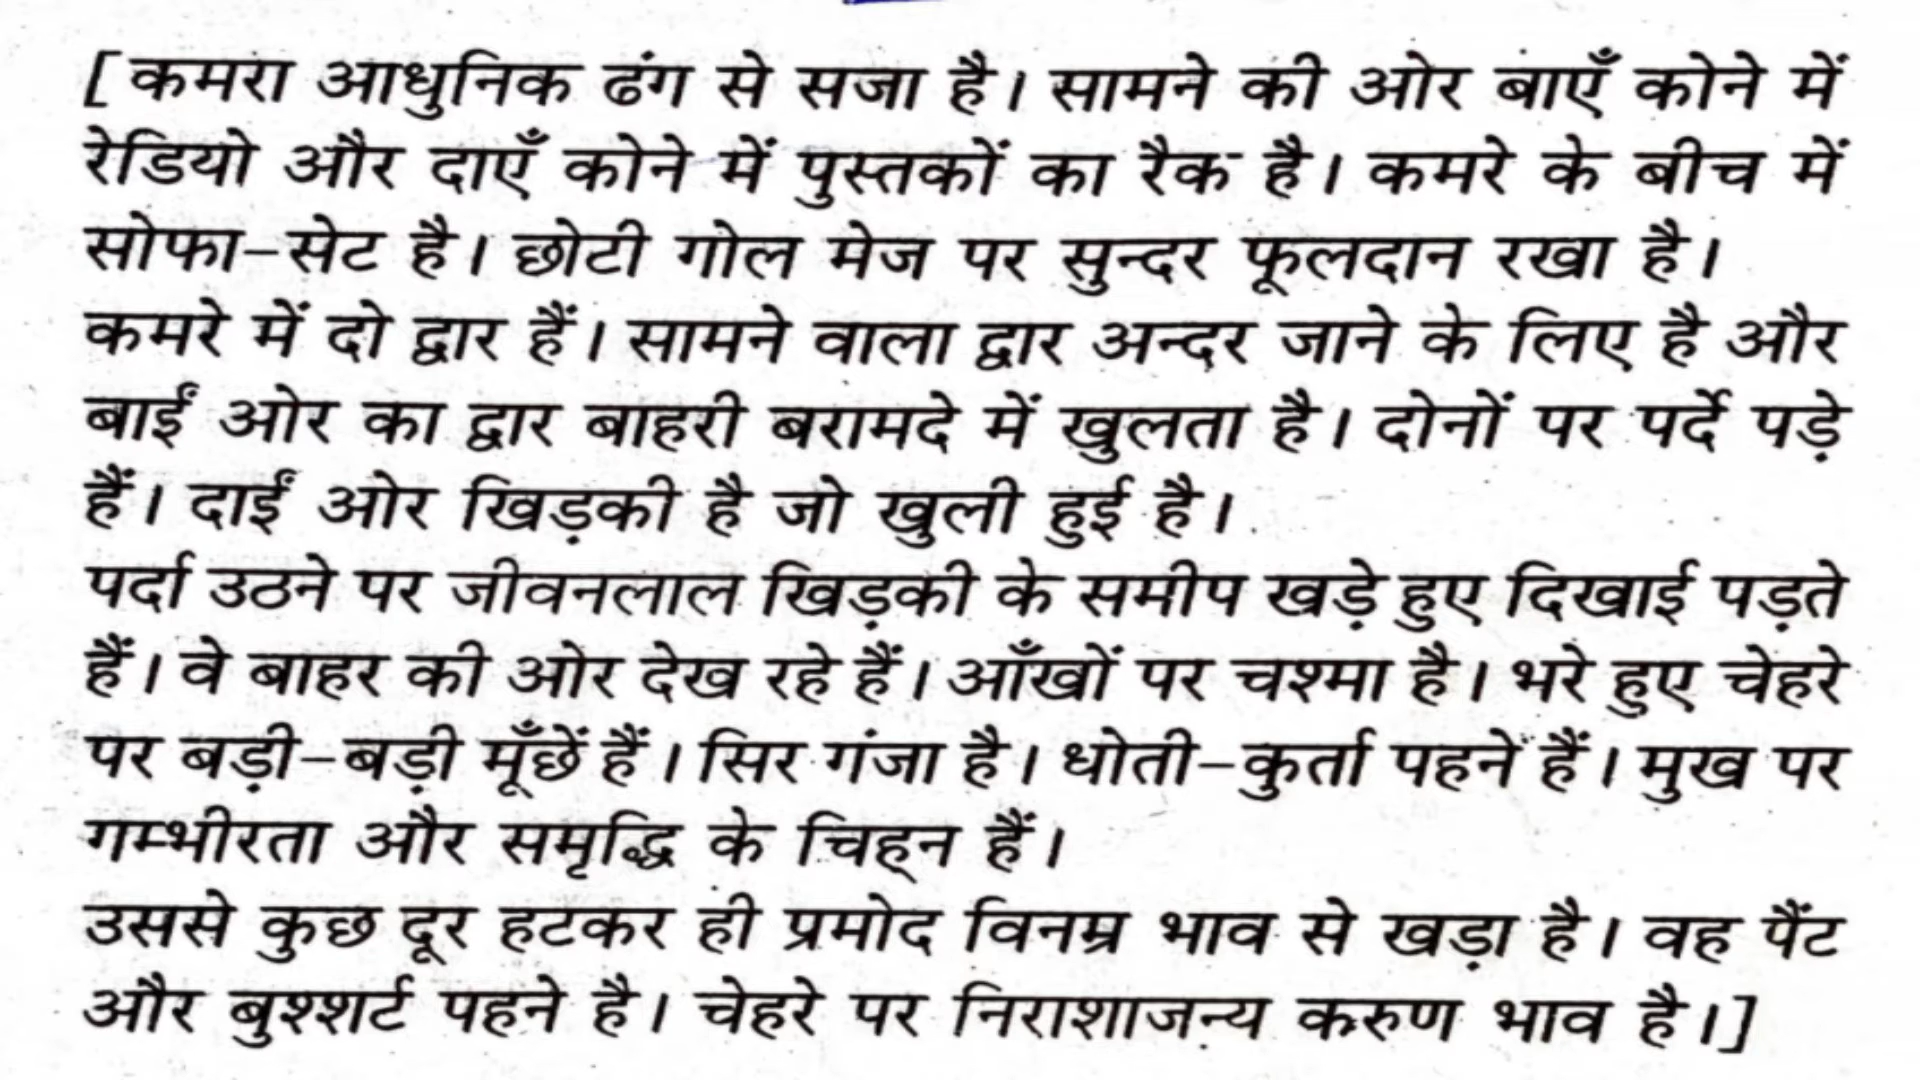 [कमरा आधुनिक ढंग से सजा है। सामने की ओर बाएँ कोने में
रेडियो और दाएँ कोने में पुस्तकों का रैक है। कमरे के बीच में
सोफा-सेट है। छोटी गोल मेज पर सुन्दर फूलदान रखा है।
कमरे में दो द्वार हैं। सामने वाला द्वार अन्दर जाने के लिए है और
बाईं ओर का द्वार बाहरी बरामदे में खुलता है। दोनों पर पर्दे पड़े
हैं। दाईं ओर खिड़की है जो खुली हुई है।
पर्दा उठने पर जीवनलाल खिड़की के समीप खड़े हुए दिखाई पड़ते
हैं। वे बाहर की ओर देख रहे हैं। आँखों पर चश्मा है। भरे हुए चेहरे
पर बड़ी-बड़ी मूँछें हैं। सिर गंजा है। धोती-कुर्ता पहने हैं। मुख पर
गम्भीरता और समृद्धि के चिह्न हैं।
उससे कुछ दूर हटकर ही प्रमोद विनम्र भाव से खड़ा है। वह पैंट
और बुश्शर्ट पहने है। चेहरे पर निराशाजन्य करुण भाव है।]